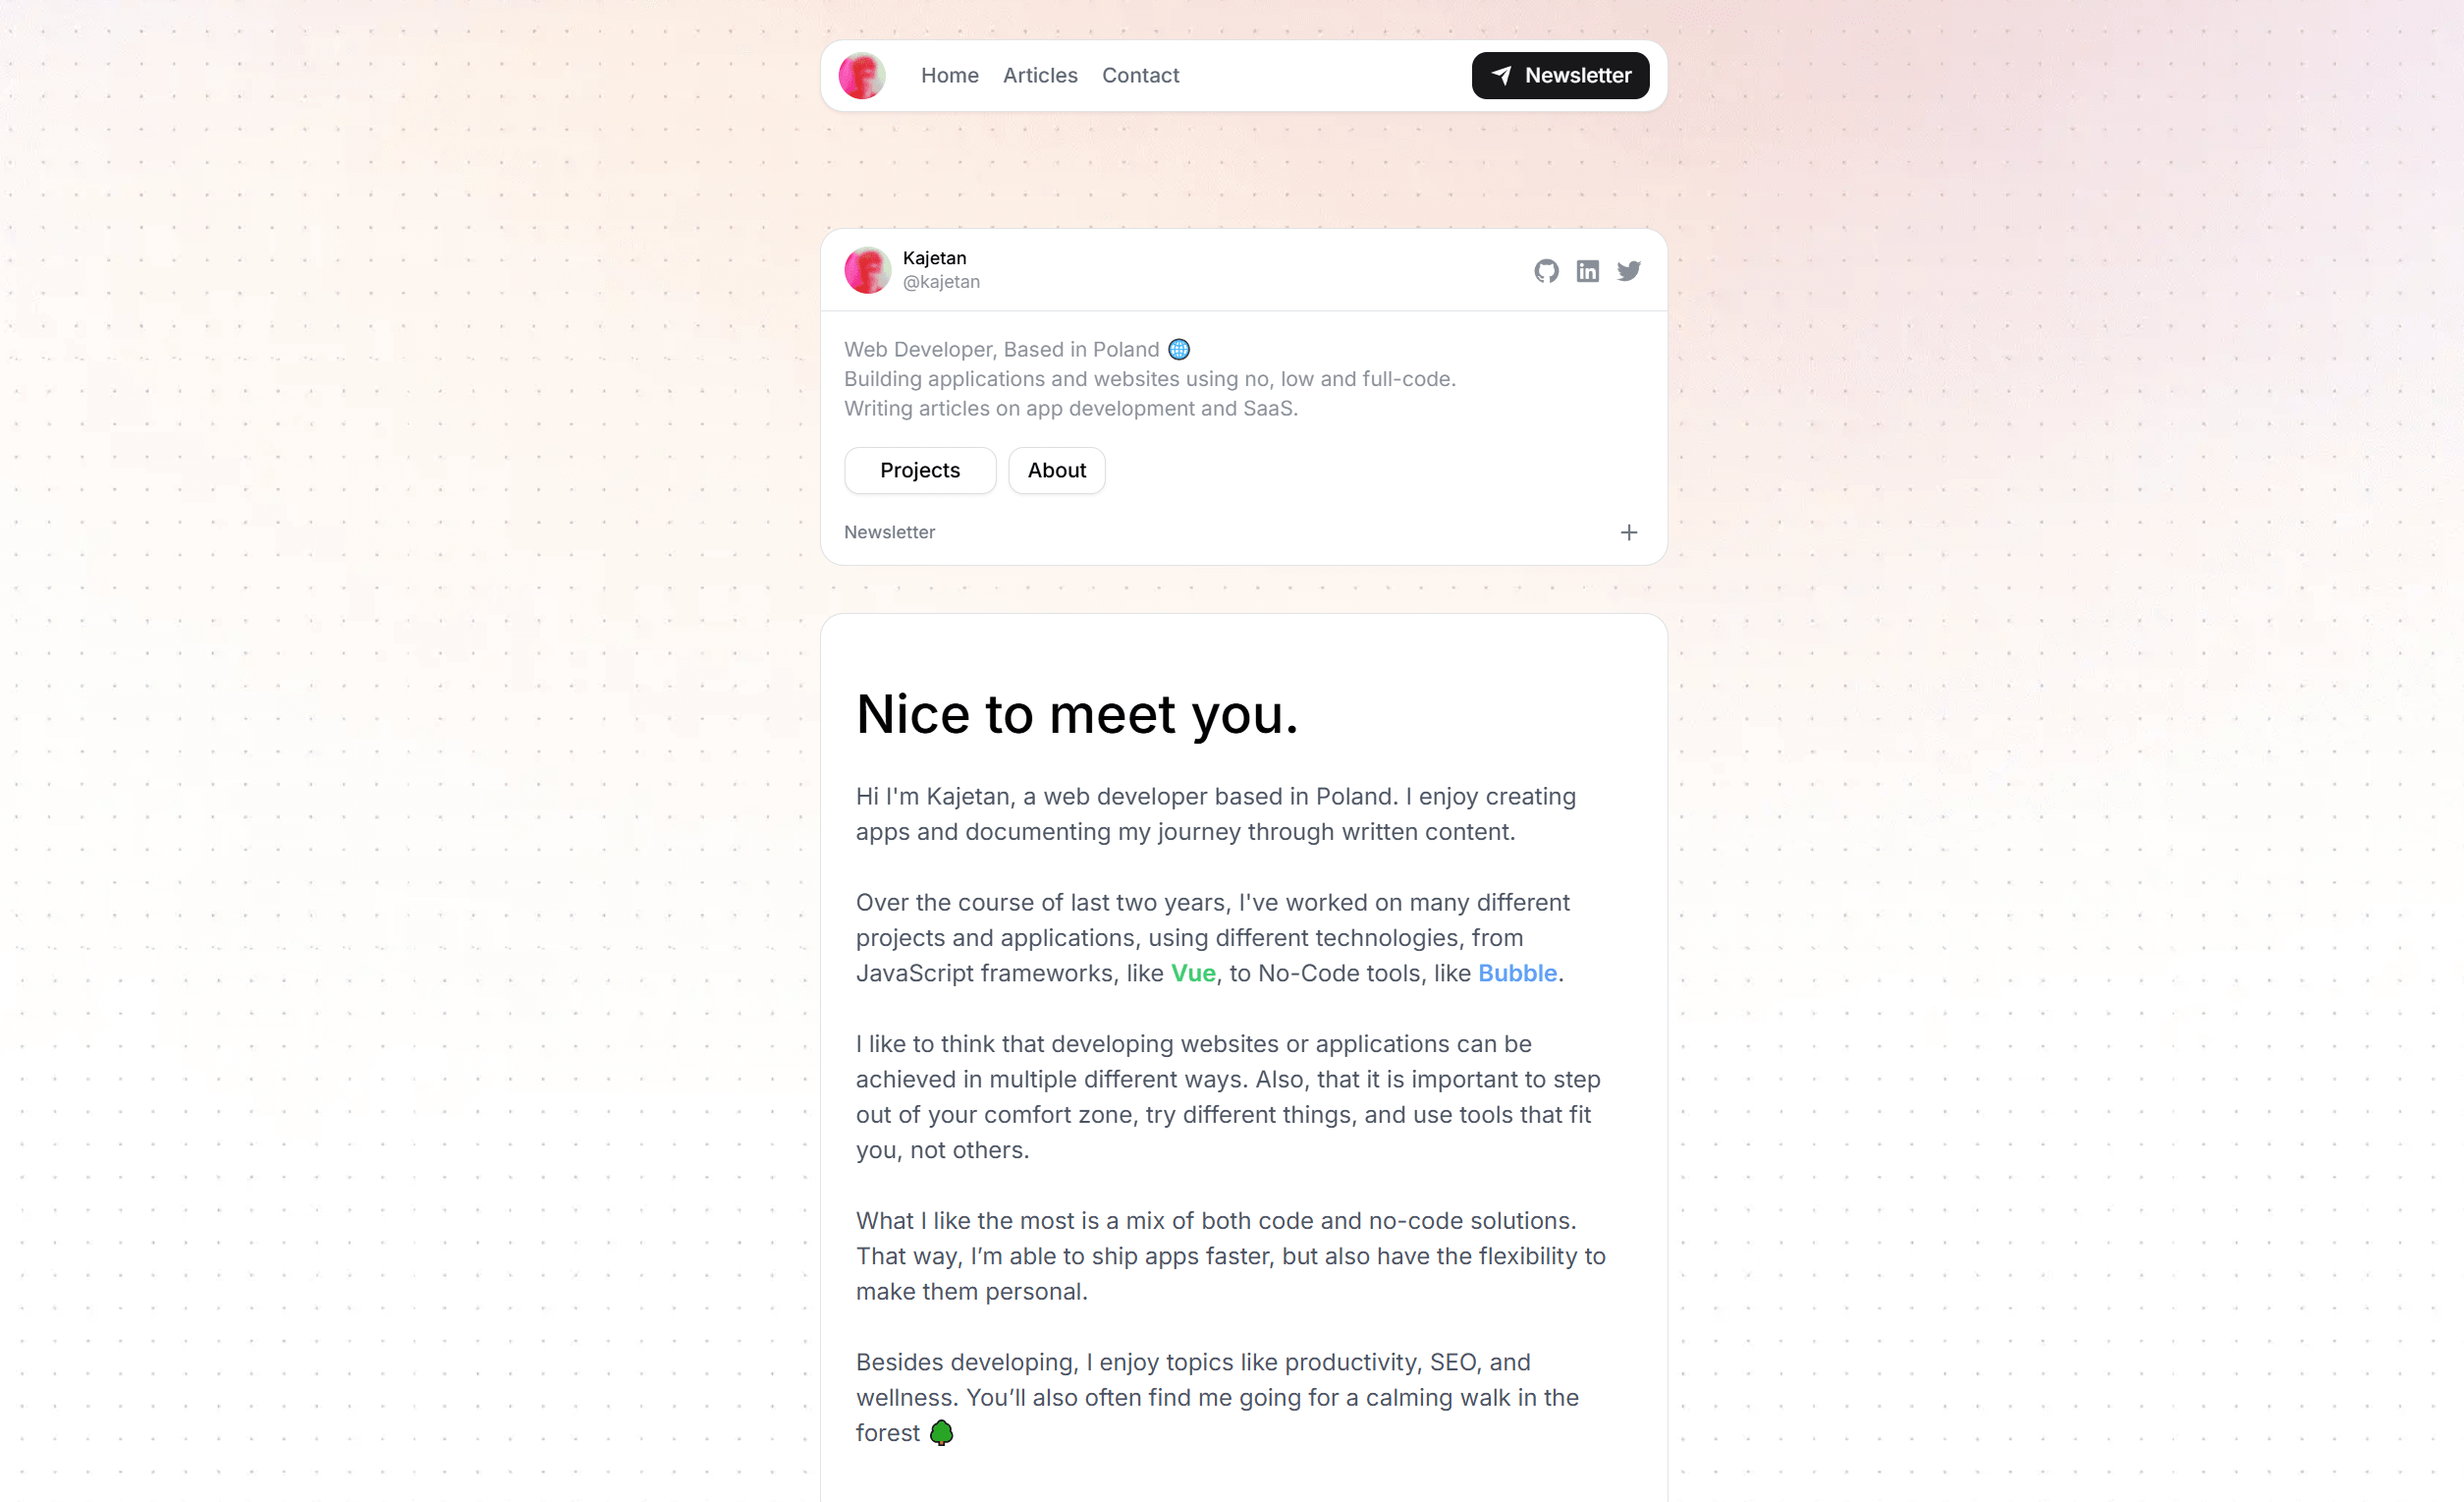 Home Articles Contact Newsletter
Kajetan
@kajetan
Web Developer, Based in Poland 🌐
Building applications and websites using no, low and full-code.
Writing articles on app development and SaaS.
Projects About
Newsletter
Nice to meet you.
Hi I'm Kajetan, a web developer based in Poland. I enjoy creating
apps and documenting my journey through written content.
Over the course of last two years, I've worked on many different
projects and applications, using different technologies, from
JavaScript frameworks, like Vue, to No-Code tools, like Bubble.
I like to think that developing websites or applications can be
achieved in multiple different ways. Also, that it is important to step
out of your comfort zone, try different things, and use tools that fit
you, not others.
What I like the most is a mix of both code and no-code solutions.
That way, I’m able to ship apps faster, but also have the flexibility to
make them personal.
Besides developing, I enjoy topics like productivity, SEO, and
wellness. You’ll also often find me going for a calming walk in the
forest 🌳